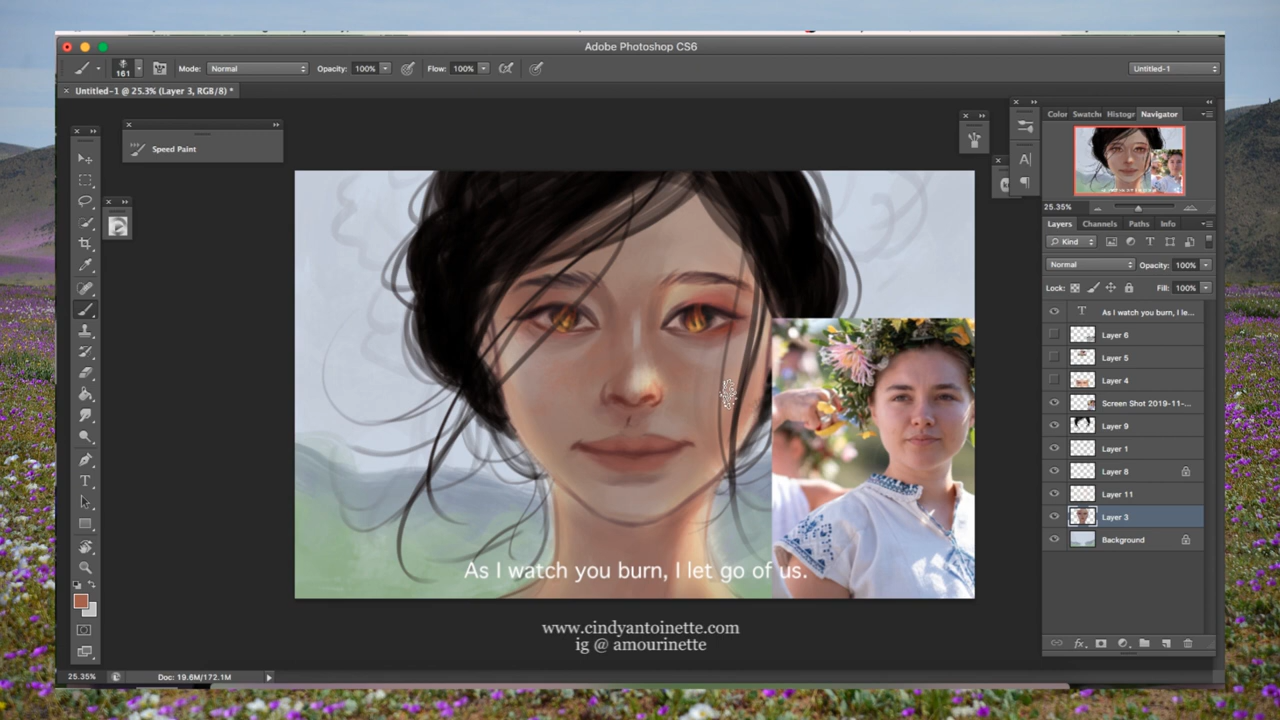 Adobe Photoshop CS6
161
Mode: Normal
Opacity: 100%
Flow: 100%
Untitled-1
× Untitled-1 @ 25.3% (Layer 3, RGB/8) *
Speed Paint
Color
Swatche
Histogr
Navigator
25.35%
Layers
Channels
Paths
Info
Kind
Normal
Opacity: 100%
Lock:
Fill: 100%
As I watch you burn, I le...
Layer 6
Layer 5
Layer 4
Screen Shot 2019-11-...
Layer 9
Layer 1
Layer 8
Layer 11
Layer 3
Background
As I watch you burn, I let go of us.
www.cindyantoinette.com
ig @ amourinette
25.35%
Doc: 19.6M/172.1M